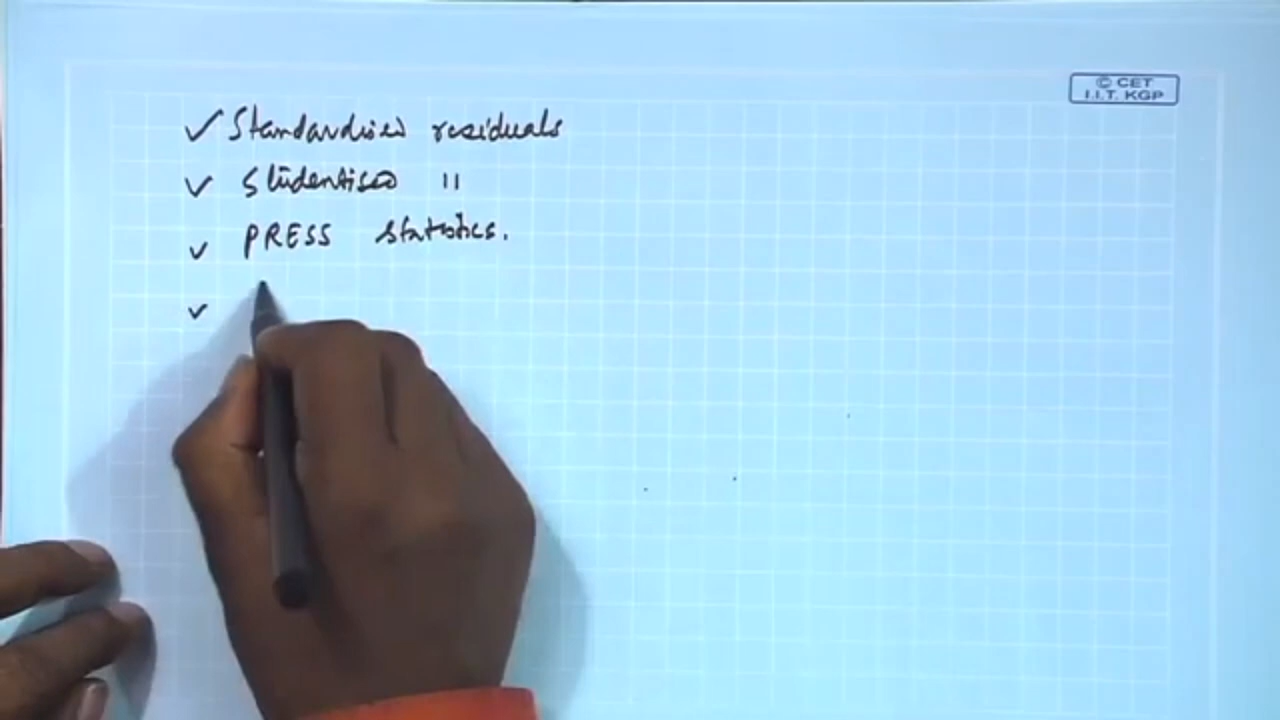 © CET
I.I.T. KGP
✓ Standardised residuals
✓ Studentised "
✓ PRESS statistics.
✓